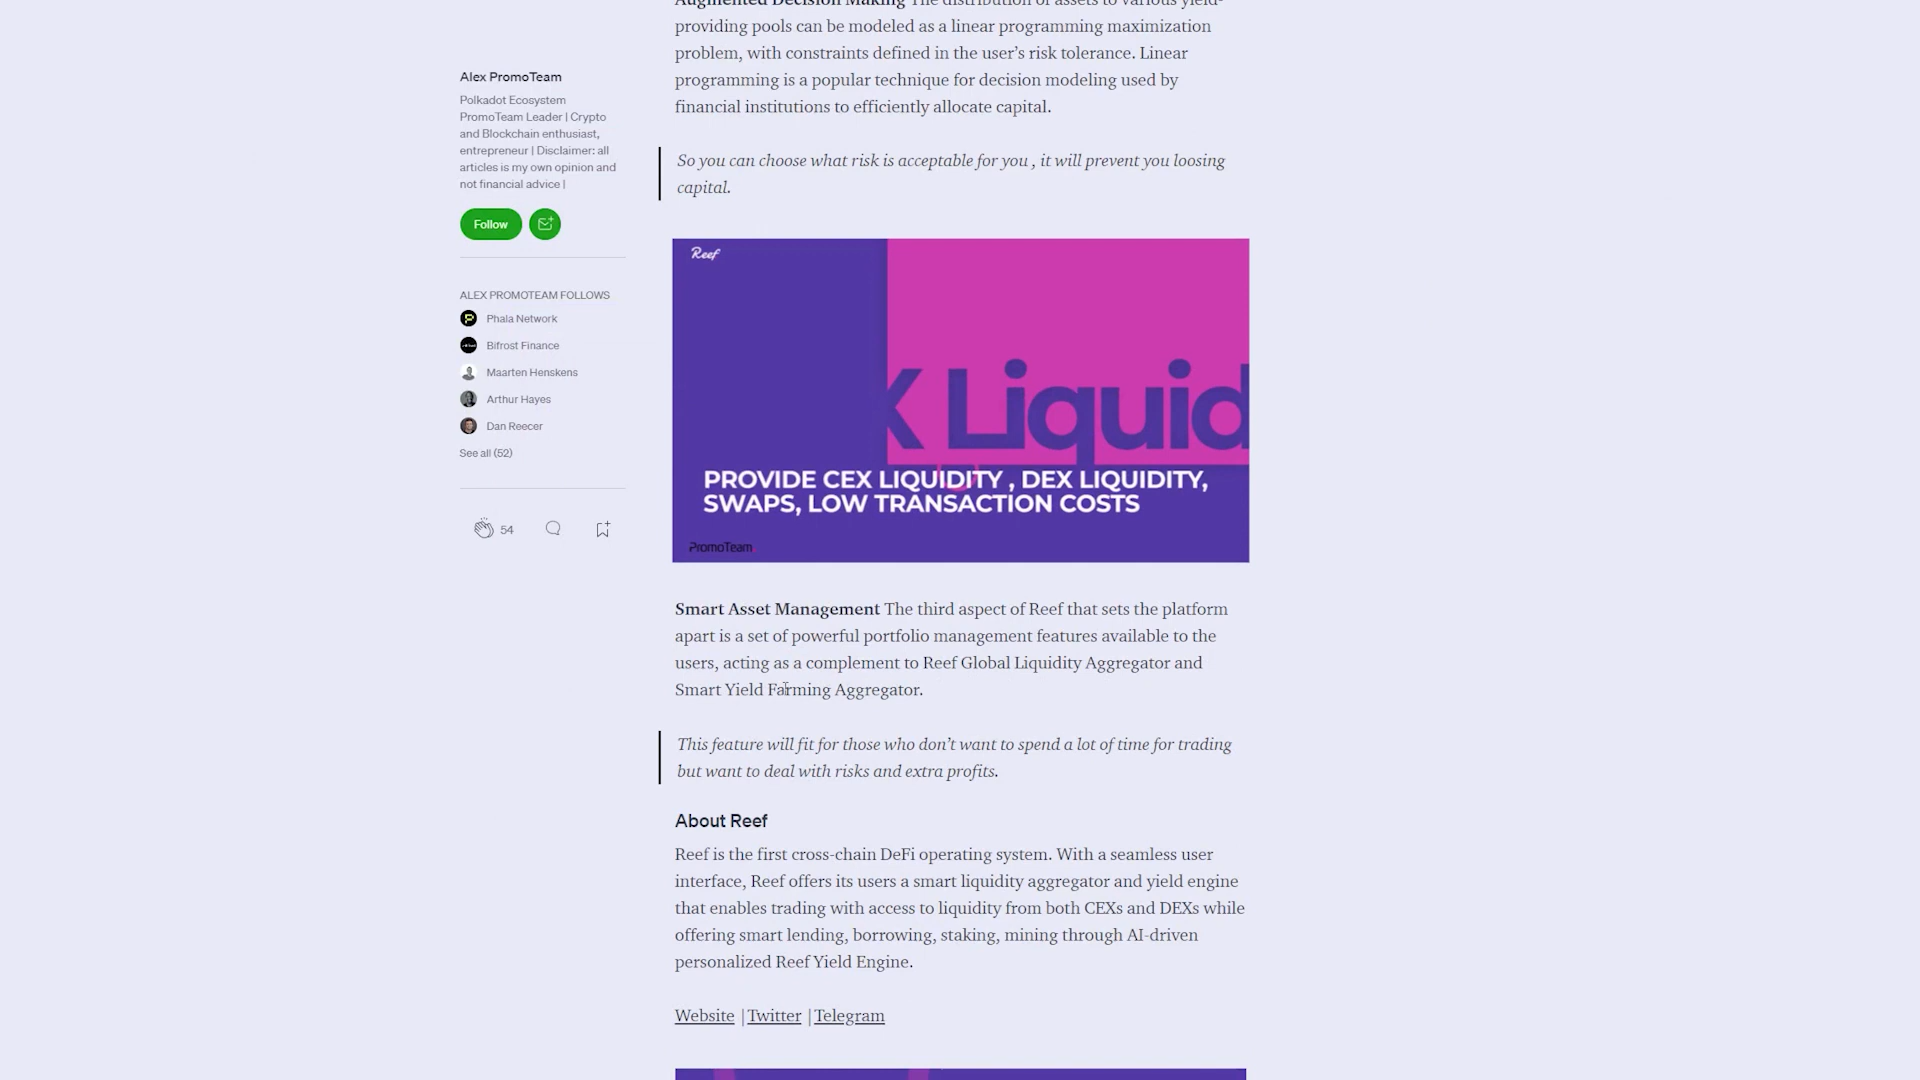 Augmented Decision Making The distribution of assets to various yield-
providing pools can be modeled as a linear programming maximization
problem, with constraints defined in the user's risk tolerance. Linear
programming is a popular technique for decision modeling used by
financial institutions to efficiently allocate capital.
So you can choose what risk is acceptable for you , it will prevent you loosing
capital.
Alex PromoTeam
Polkadot Ecosystem
PromoTeam Leader | Crypto
and Blockchain enthusiast,
entrepreneur | Disclaimer: all
articles is my own opinion and
not financial advice |
Follow
ALEX PROMOTEAM FOLLOWS
Phala Network
Bifrost Finance
Maarten Henskens
Arthur Hayes
Dan Reecer
See all (52)
54
Reef
X Liquid
PROVIDE CEX LIQUIDITY , DEX LIQUIDITY,
SWAPS, LOW TRANSACTION COSTS
PromoTeam
Smart Asset Management The third aspect of Reef that sets the platform
apart is a set of powerful portfolio management features available to the
users, acting as a complement to Reef Global Liquidity Aggregator and
Smart Yield Farming Aggregator.
This feature will fit for those who don't want to spend a lot of time for trading
but want to deal with risks and extra profits.
About Reef
Reef is the first cross-chain DeFi operating system. With a seamless user
interface, Reef offers its users a smart liquidity aggregator and yield engine
that enables trading with access to liquidity from both CEXs and DEXs while
offering smart lending, borrowing, staking, mining through AI-driven
personalized Reef Yield Engine.
Website | Twitter | Telegram